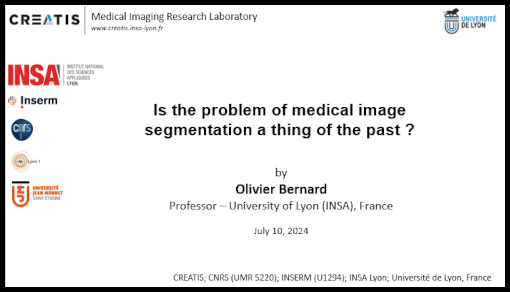 CREATIS
Medical Imaging Research Laboratory
www.creatis.insa-lyon.fr
UNIVERSITÉ
DE LYON
INSA
INSTITUT NATIONAL
DES SCIENCES
APPLIQUÉES
LYON
Inserm
cnrs
Lyon 1
UNIVERSITÉ
JEAN MONNET
SAINT-ÉTIENNE
Is the problem of medical image
segmentation a thing of the past ?
by
Olivier Bernard
Professor – University of Lyon (INSA), France
July 10, 2024
CREATIS; CNRS (UMR 5220); INSERM (U1294); INSA Lyon; Université de Lyon, France